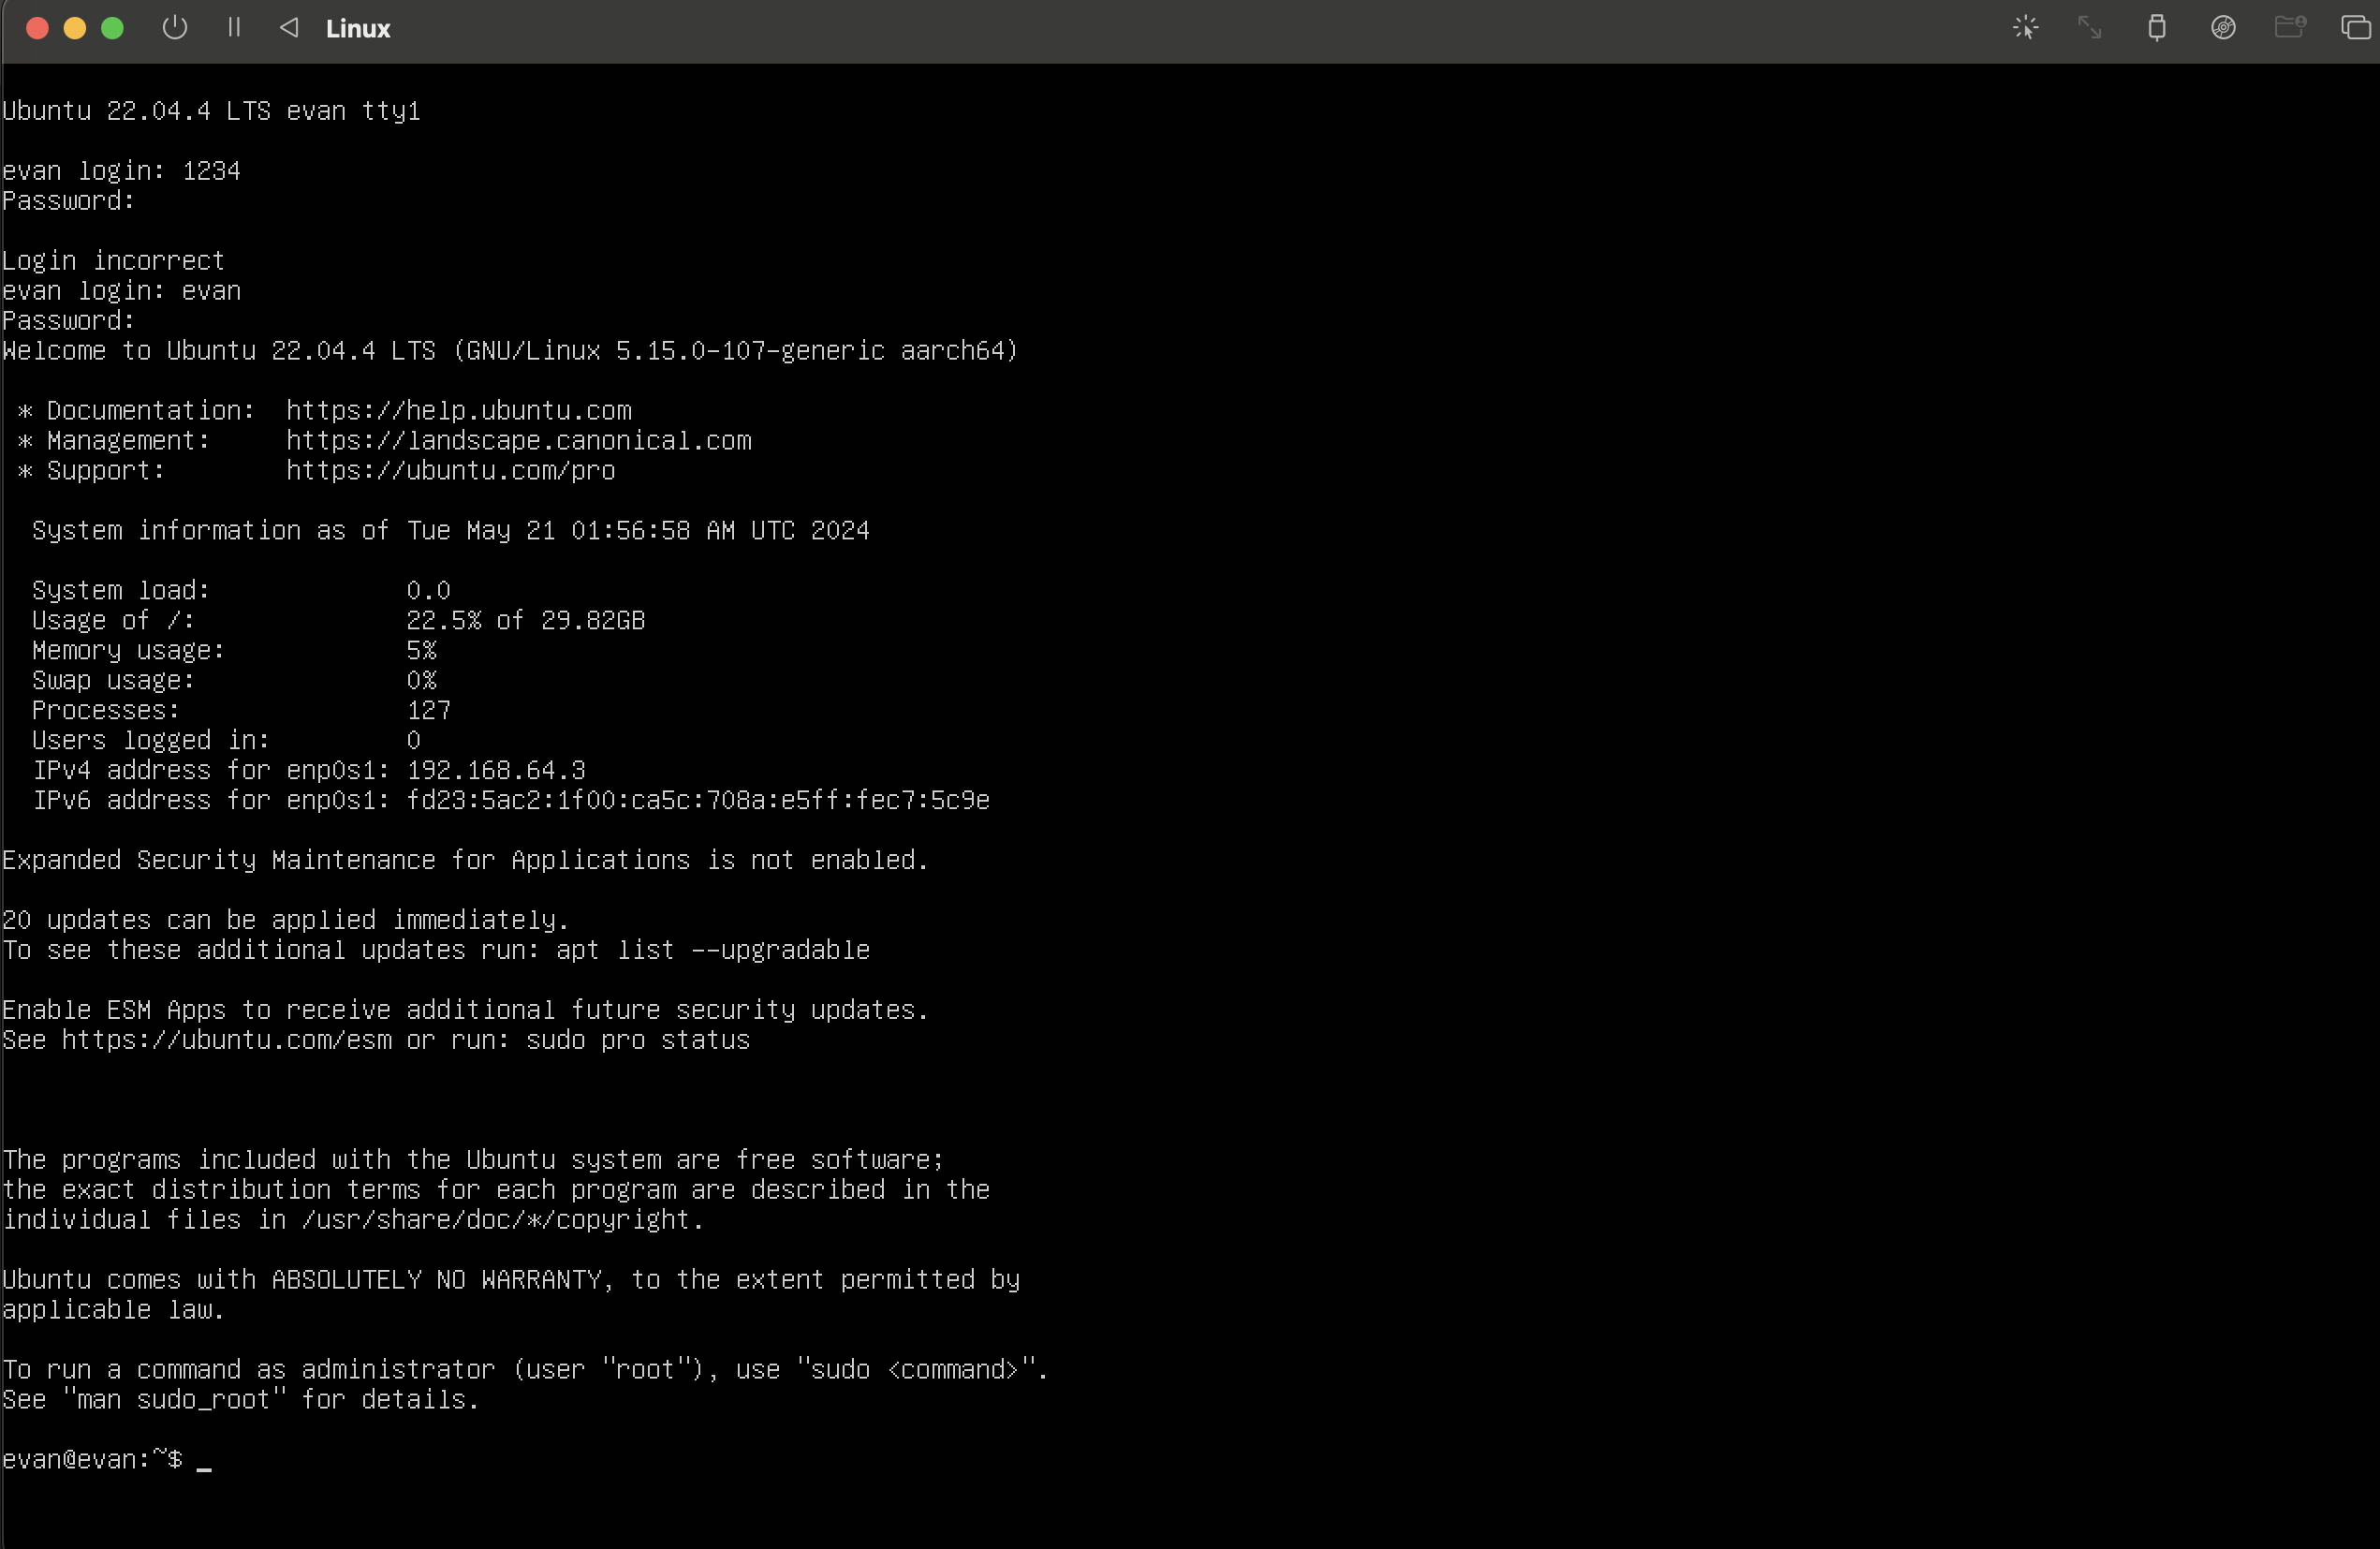 Linux
Ubuntu 22.04.4 LTS evan tty1
evan login: 1234
Password:
Login incorrect
evan login: evan
Password:
Welcome to Ubuntu 22.04.4 LTS (GNU/Linux 5.15.0-107-generic aarch64)
* Documentation:  https://help.ubuntu.com
* Management:     https://landscape.canonical.com
* Support:        https://ubuntu.com/pro
System information as of Tue May 21 01:56:58 AM UTC 2024
System load:             0.0
Usage of /:              22.5% of 29.82GB
Memory usage:            5%
Swap usage:              0%
Processes:               127
Users logged in:         0
IPv4 address for enp0s1: 192.168.64.3
IPv6 address for enp0s1: fd23:5ac2:1f00:ca5c:708a:e5ff:fec7:5c9e
Expanded Security Maintenance for Applications is not enabled.
20 updates can be applied immediately.
To see these additional updates run: apt list --upgradable
Enable ESM Apps to receive additional future security updates.
See https://ubuntu.com/esm or run: sudo pro status
The programs included with the Ubuntu system are free software;
the exact distribution terms for each program are described in the
individual files in /usr/share/doc/*/copyright.
Ubuntu comes with ABSOLUTELY NO WARRANTY, to the extent permitted by
applicable law.
To run a command as administrator (user "root"), use "sudo <command>".
See "man sudo_root" for details.
evan@evan:~$ _